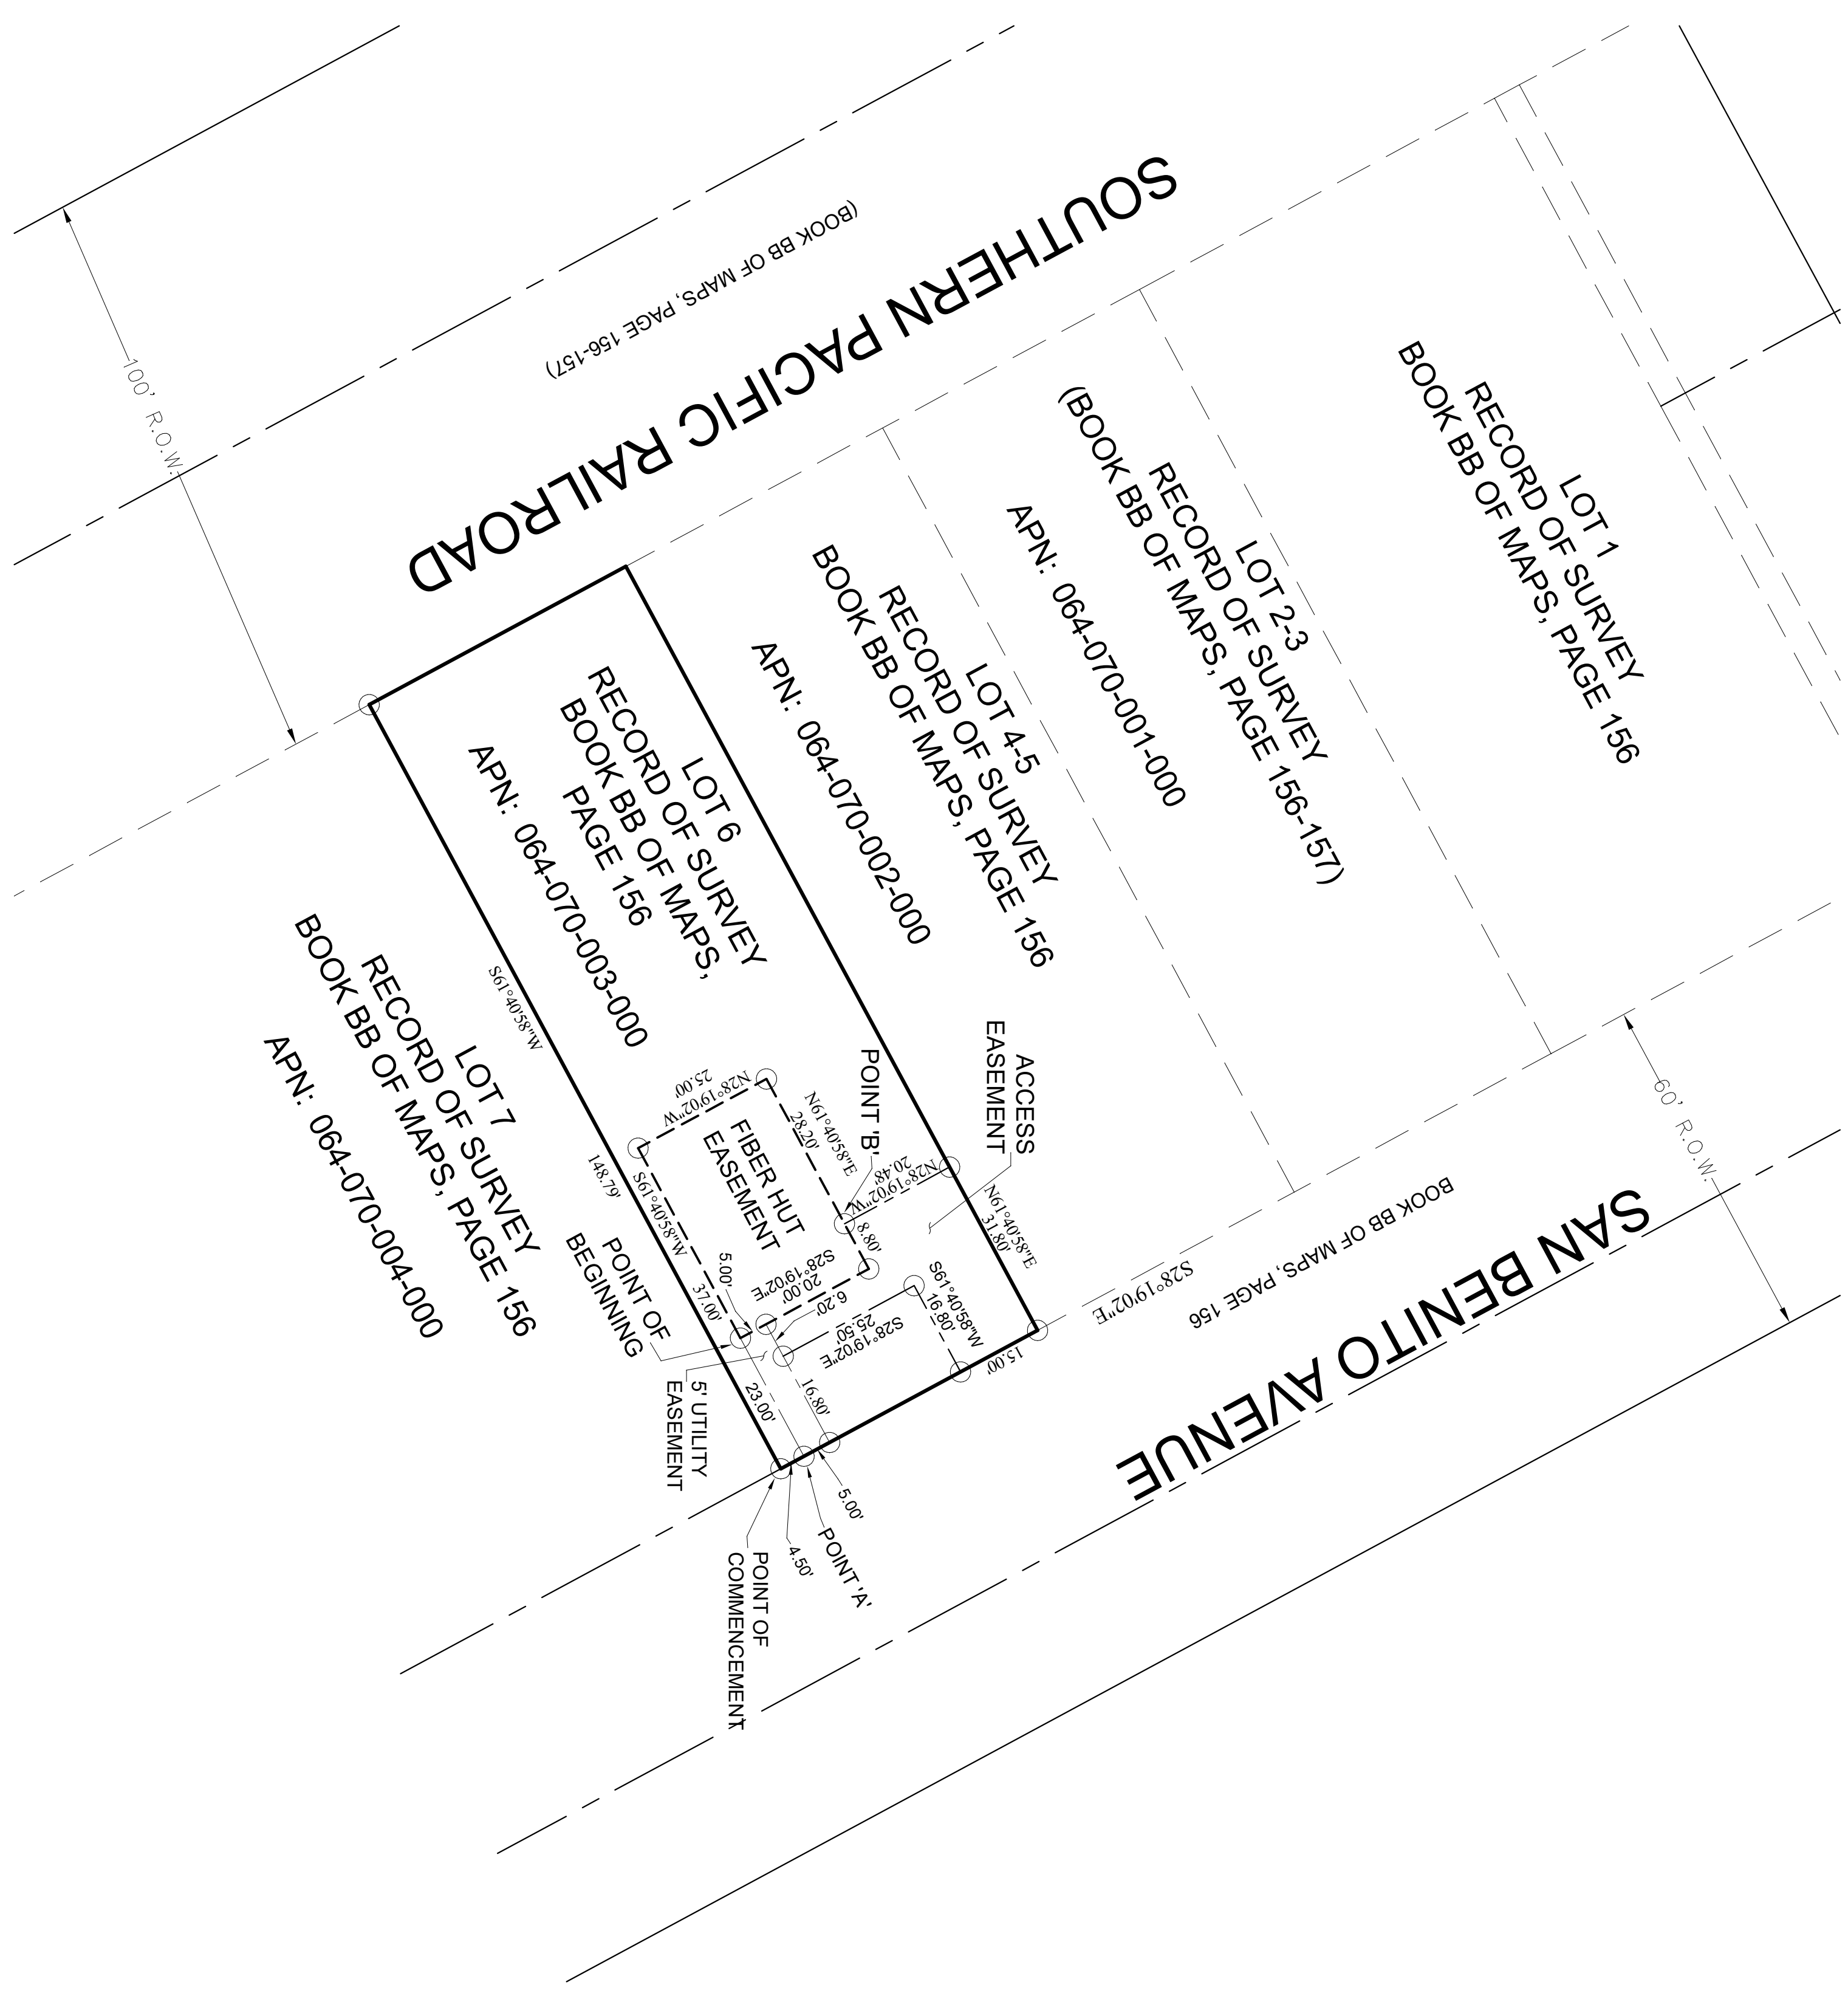 SOUTHERN PACIFIC RAILROAD
(BOOK BB OF MAPS, PAGE 156-157)
100' R.O.W.
LOT 1
RECORD OF SURVEY
BOOK BB OF MAPS, PAGE 156
LOT 2-3
RECORD OF SURVEY
(BOOK BB OF MAPS, PAGE 156-157)
APN: 064-070-001-000
LOT 4-5
RECORD OF SURVEY
BOOK BB OF MAPS, PAGE 156
APN: 064-070-002-000
LOT 6
RECORD OF SURVEY
BOOK BB OF MAPS,
PAGE 156
APN: 064-070-003-000
LOT 7
RECORD OF SURVEY
BOOK BB OF MAPS, PAGE 156
APN: 064-070-004-000
S61°40'58"W
148.79'
N28°19'02"W
25.00'
N61°40'58"E
28.20'
FIBER HUT
EASEMENT
S61°40'58"W
37.00'
POINT 'B'
ACCESS
EASEMENT
N28°19'02"W
20.48'
N61°40'58"E
31.80'
8.80'
S28°19'02"E
20.00'
5.00'
6.20'
S28°19'02"E
25.50'
S61°40'58"W
16.80'
15.00'
16.80'
23.00'
POINT OF
BEGINNING
5' UTILITY
EASEMENT
5.00'
4.50'
POINT 'A'
POINT OF
COMMENCEMENT
S28°19'02"E
BOOK BB OF MAPS, PAGE 156
SAN BENITO AVENUE
60' R.O.W.